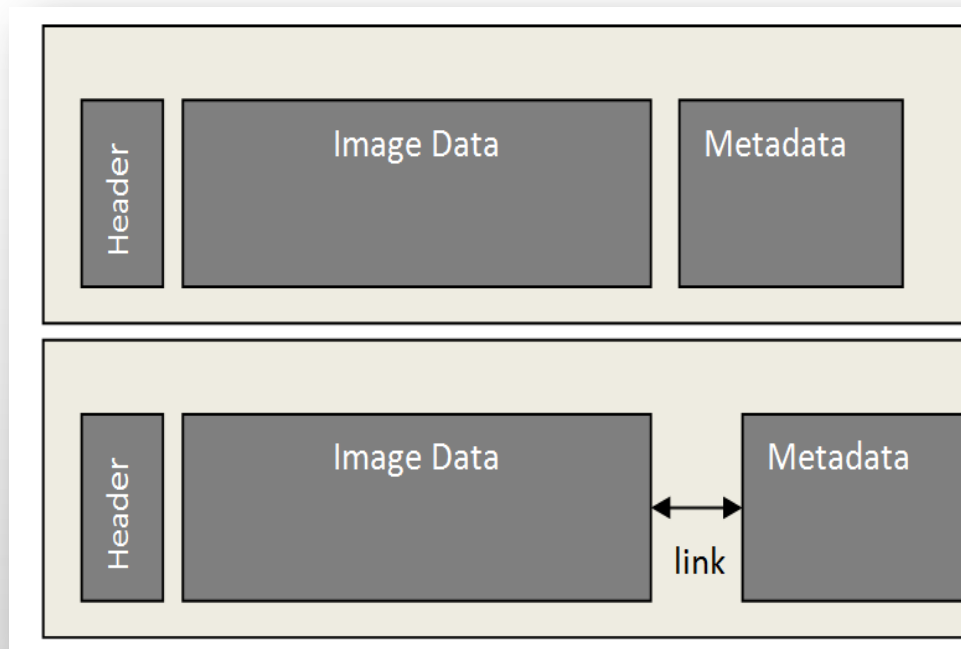 Header
Image Data
Metadata
Header
Image Data
Metadata
link